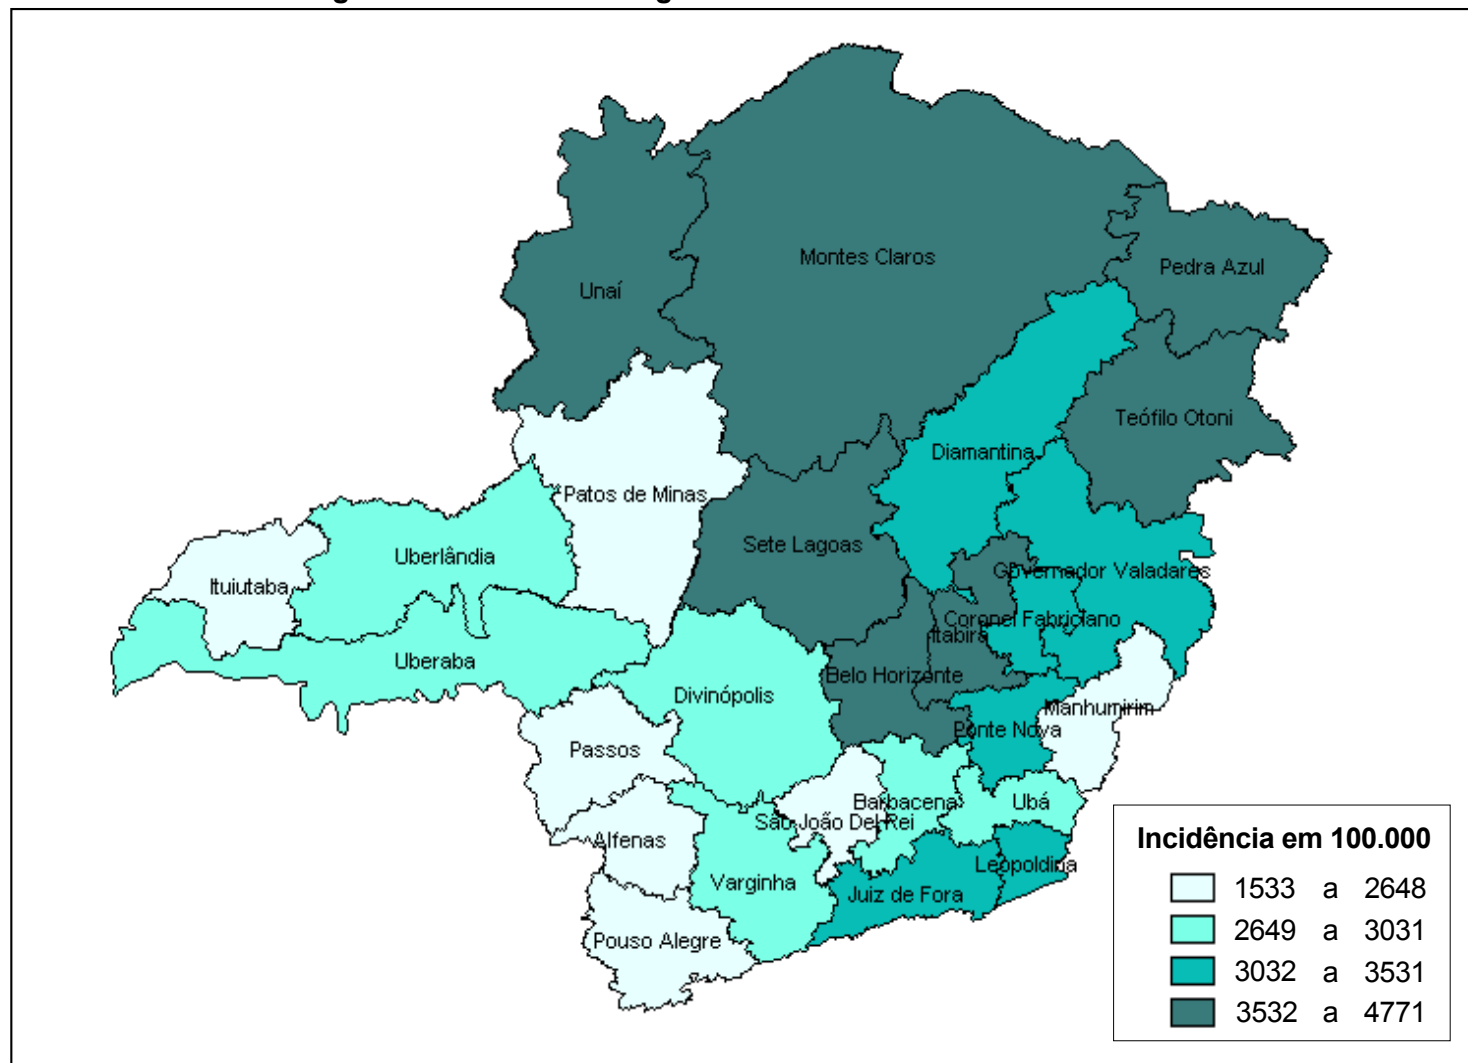 Montes Claros
Pedra Azul
Unaí
Teófilo Otoni
Diamantina
Patos de Minas
Sete Lagoas
Uberlândia
Governador Valadares
Ituiutaba
Coronel Fabriciano
Itabira
Uberaba
Belo Horizonte
Divinópolis
Manhumirim
Ponte Nova
Passos
Barbacena
Ubá
São João Del Rei
Alfenas
Leopoldina
Varginha
Juiz de Fora
Pouso Alegre
Incidência em 100.000
1533 a 2648
2649 a 3031
3032 a 3531
3532 a 4771